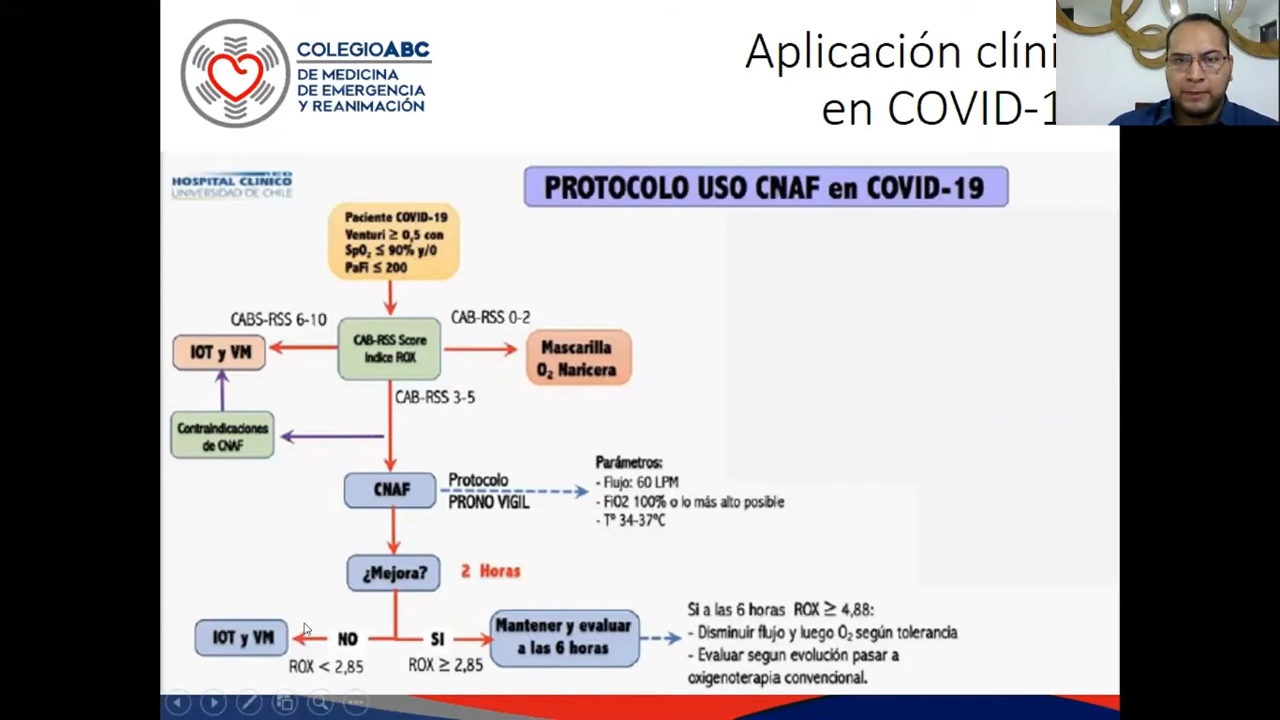 COLEGIOABC
DE MEDICINA
DE EMERGENCIA
Y REANIMACIÓN
Aplicación clíni
en COVID-1
HOSPITAL CLINICO
UNIVERSIDAD DE CHILE
PROTOCOLO USO CNAF en COVID-19
Paciente COVID-19
Venturi ≥ 0,5 con
SpO₂ ≤ 90% y/0
PaFi ≤ 200
CABS-RSS 6-10
CAB-RSS 0-2
IOT y VM
CAB-RSS Score
Indice ROX
Mascarilla
O₂ Naricera
CAB-RSS 3-5
Contraindicaciones
de CNAF
CNAF
Protocolo
PRONO VIGIL
Parámetros:
- Flujo: 60 LPM
- FiO2 100% o lo más alto posible
- Tº 34-37ºC
¿Mejora?
2 Horas
IOT y VM
NO
SI
ROX < 2,85
ROX ≥ 2,85
Mantener y evaluar
a las 6 horas
Si a las 6 horas ROX ≥ 4,88:
- Disminuir flujo y luego O₂ según tolerancia
- Evaluar segun evolución pasar a
oxigenoterapia convencional.